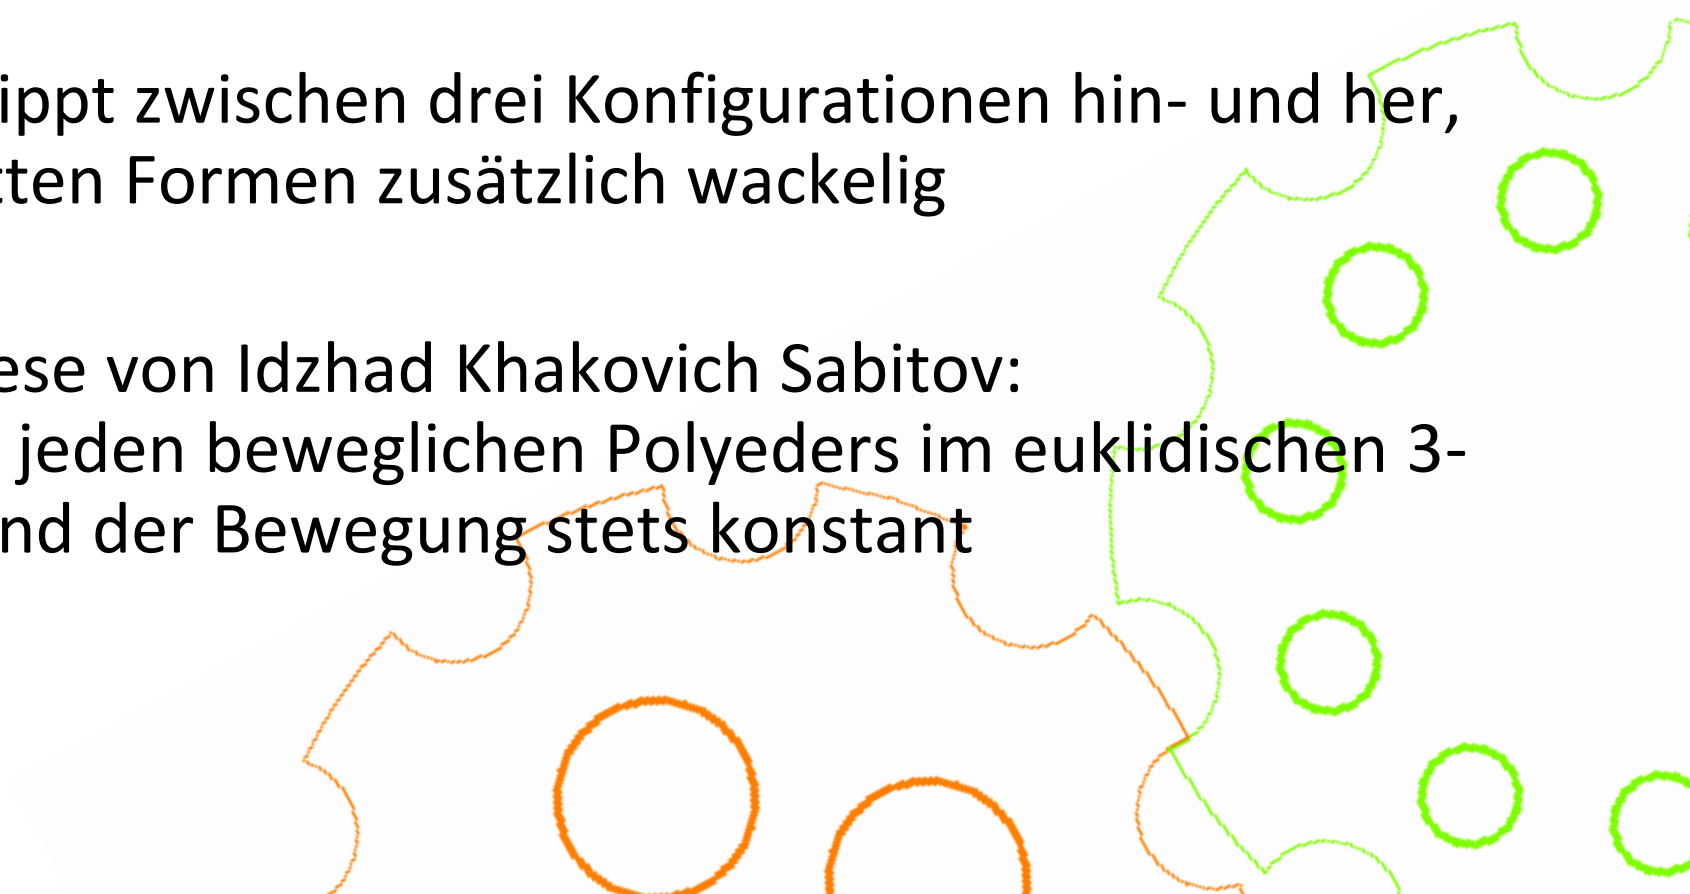 ippt zwischen drei Konfigurationen hin- und her,
tten Formen zusätzlich wackelig
ese von Idzhad Khakovich Sabitov:
jeden beweglichen Polyeders im euklidischen 3-
nd der Bewegung stets konstant